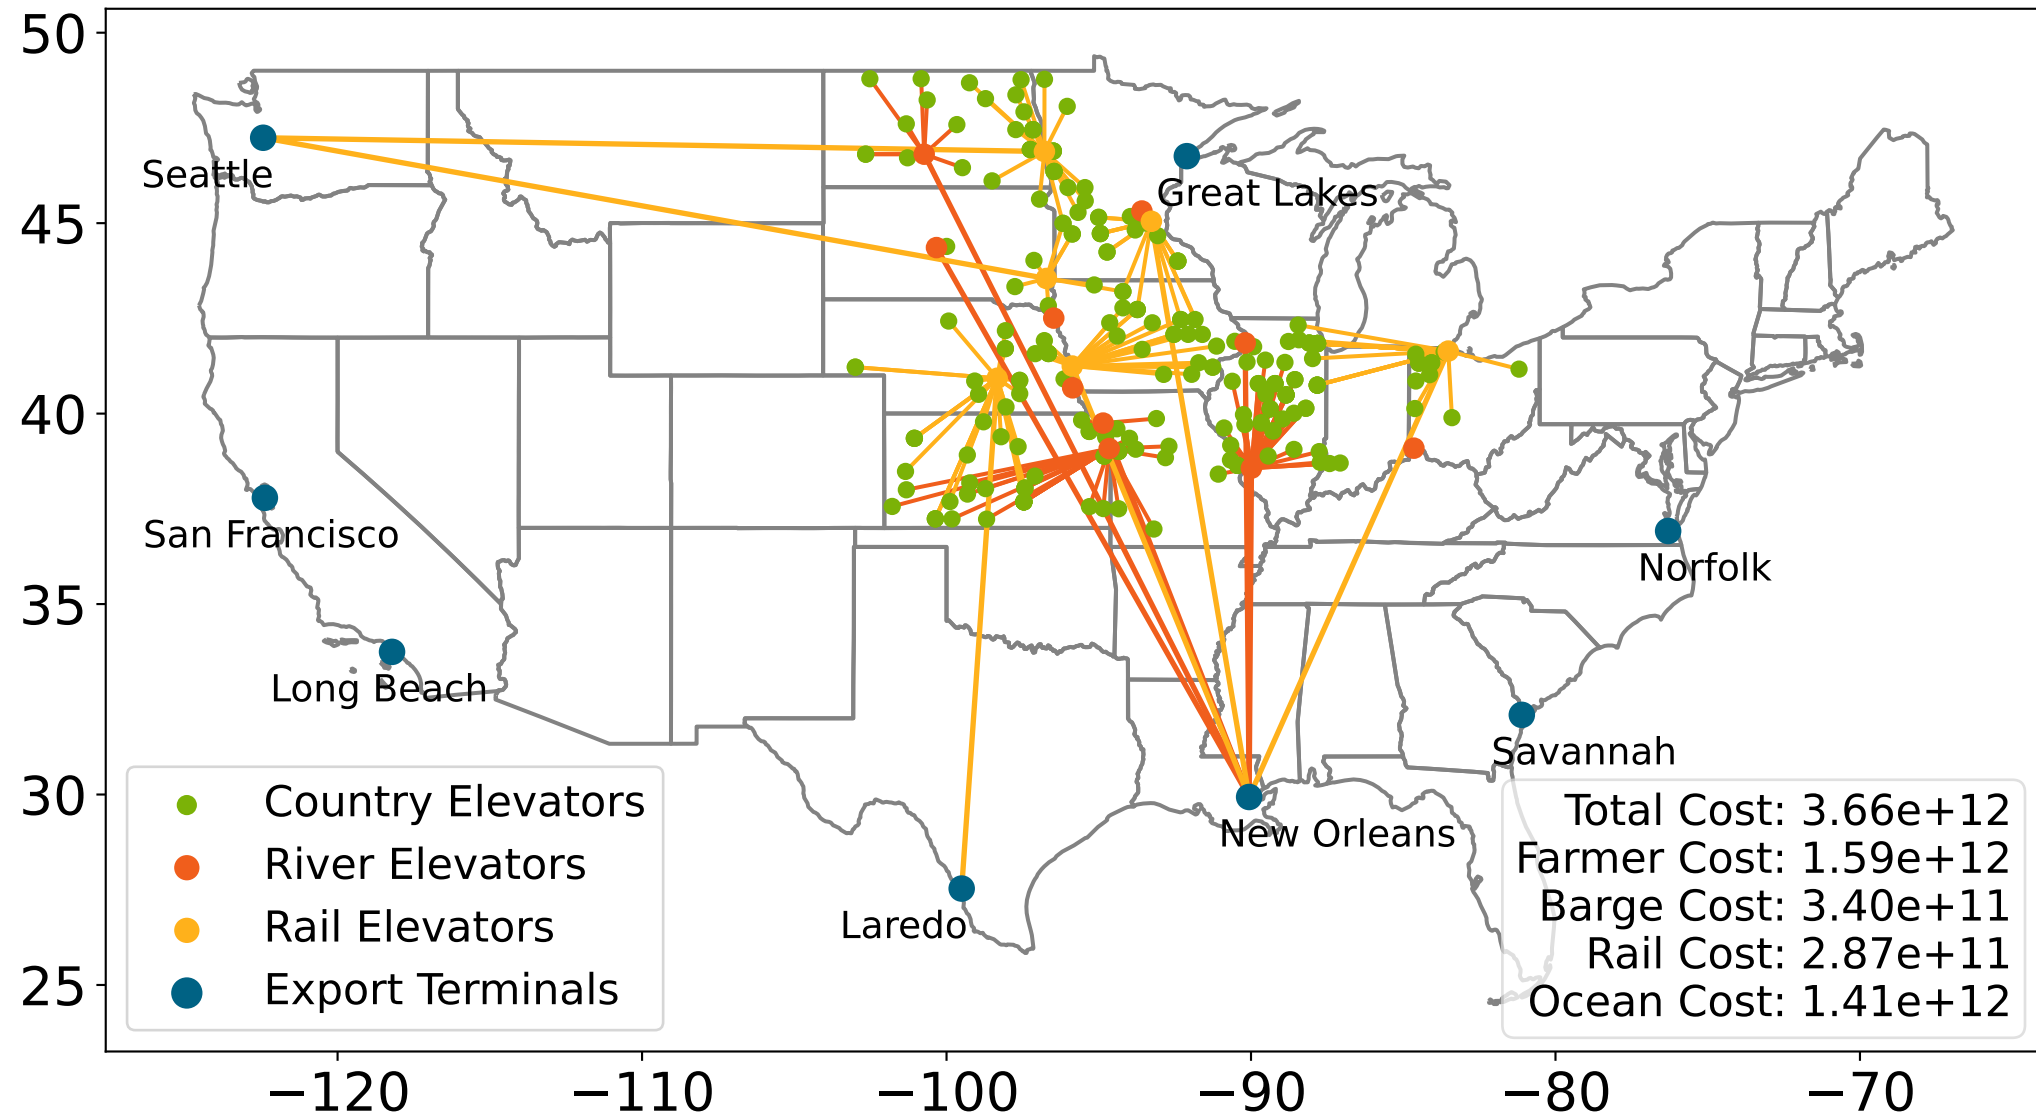 50
45
40
35
30
25
−120
−110
−100
−90
−80
−70
Seattle
Great Lakes
San Francisco
Norfolk
Long Beach
Savannah
New Orleans
Laredo
Country Elevators
River Elevators
Rail Elevators
Export Terminals
Total Cost: 3.66e+12
Farmer Cost: 1.59e+12
Barge Cost: 3.40e+11
Rail Cost: 2.87e+11
Ocean Cost: 1.41e+12